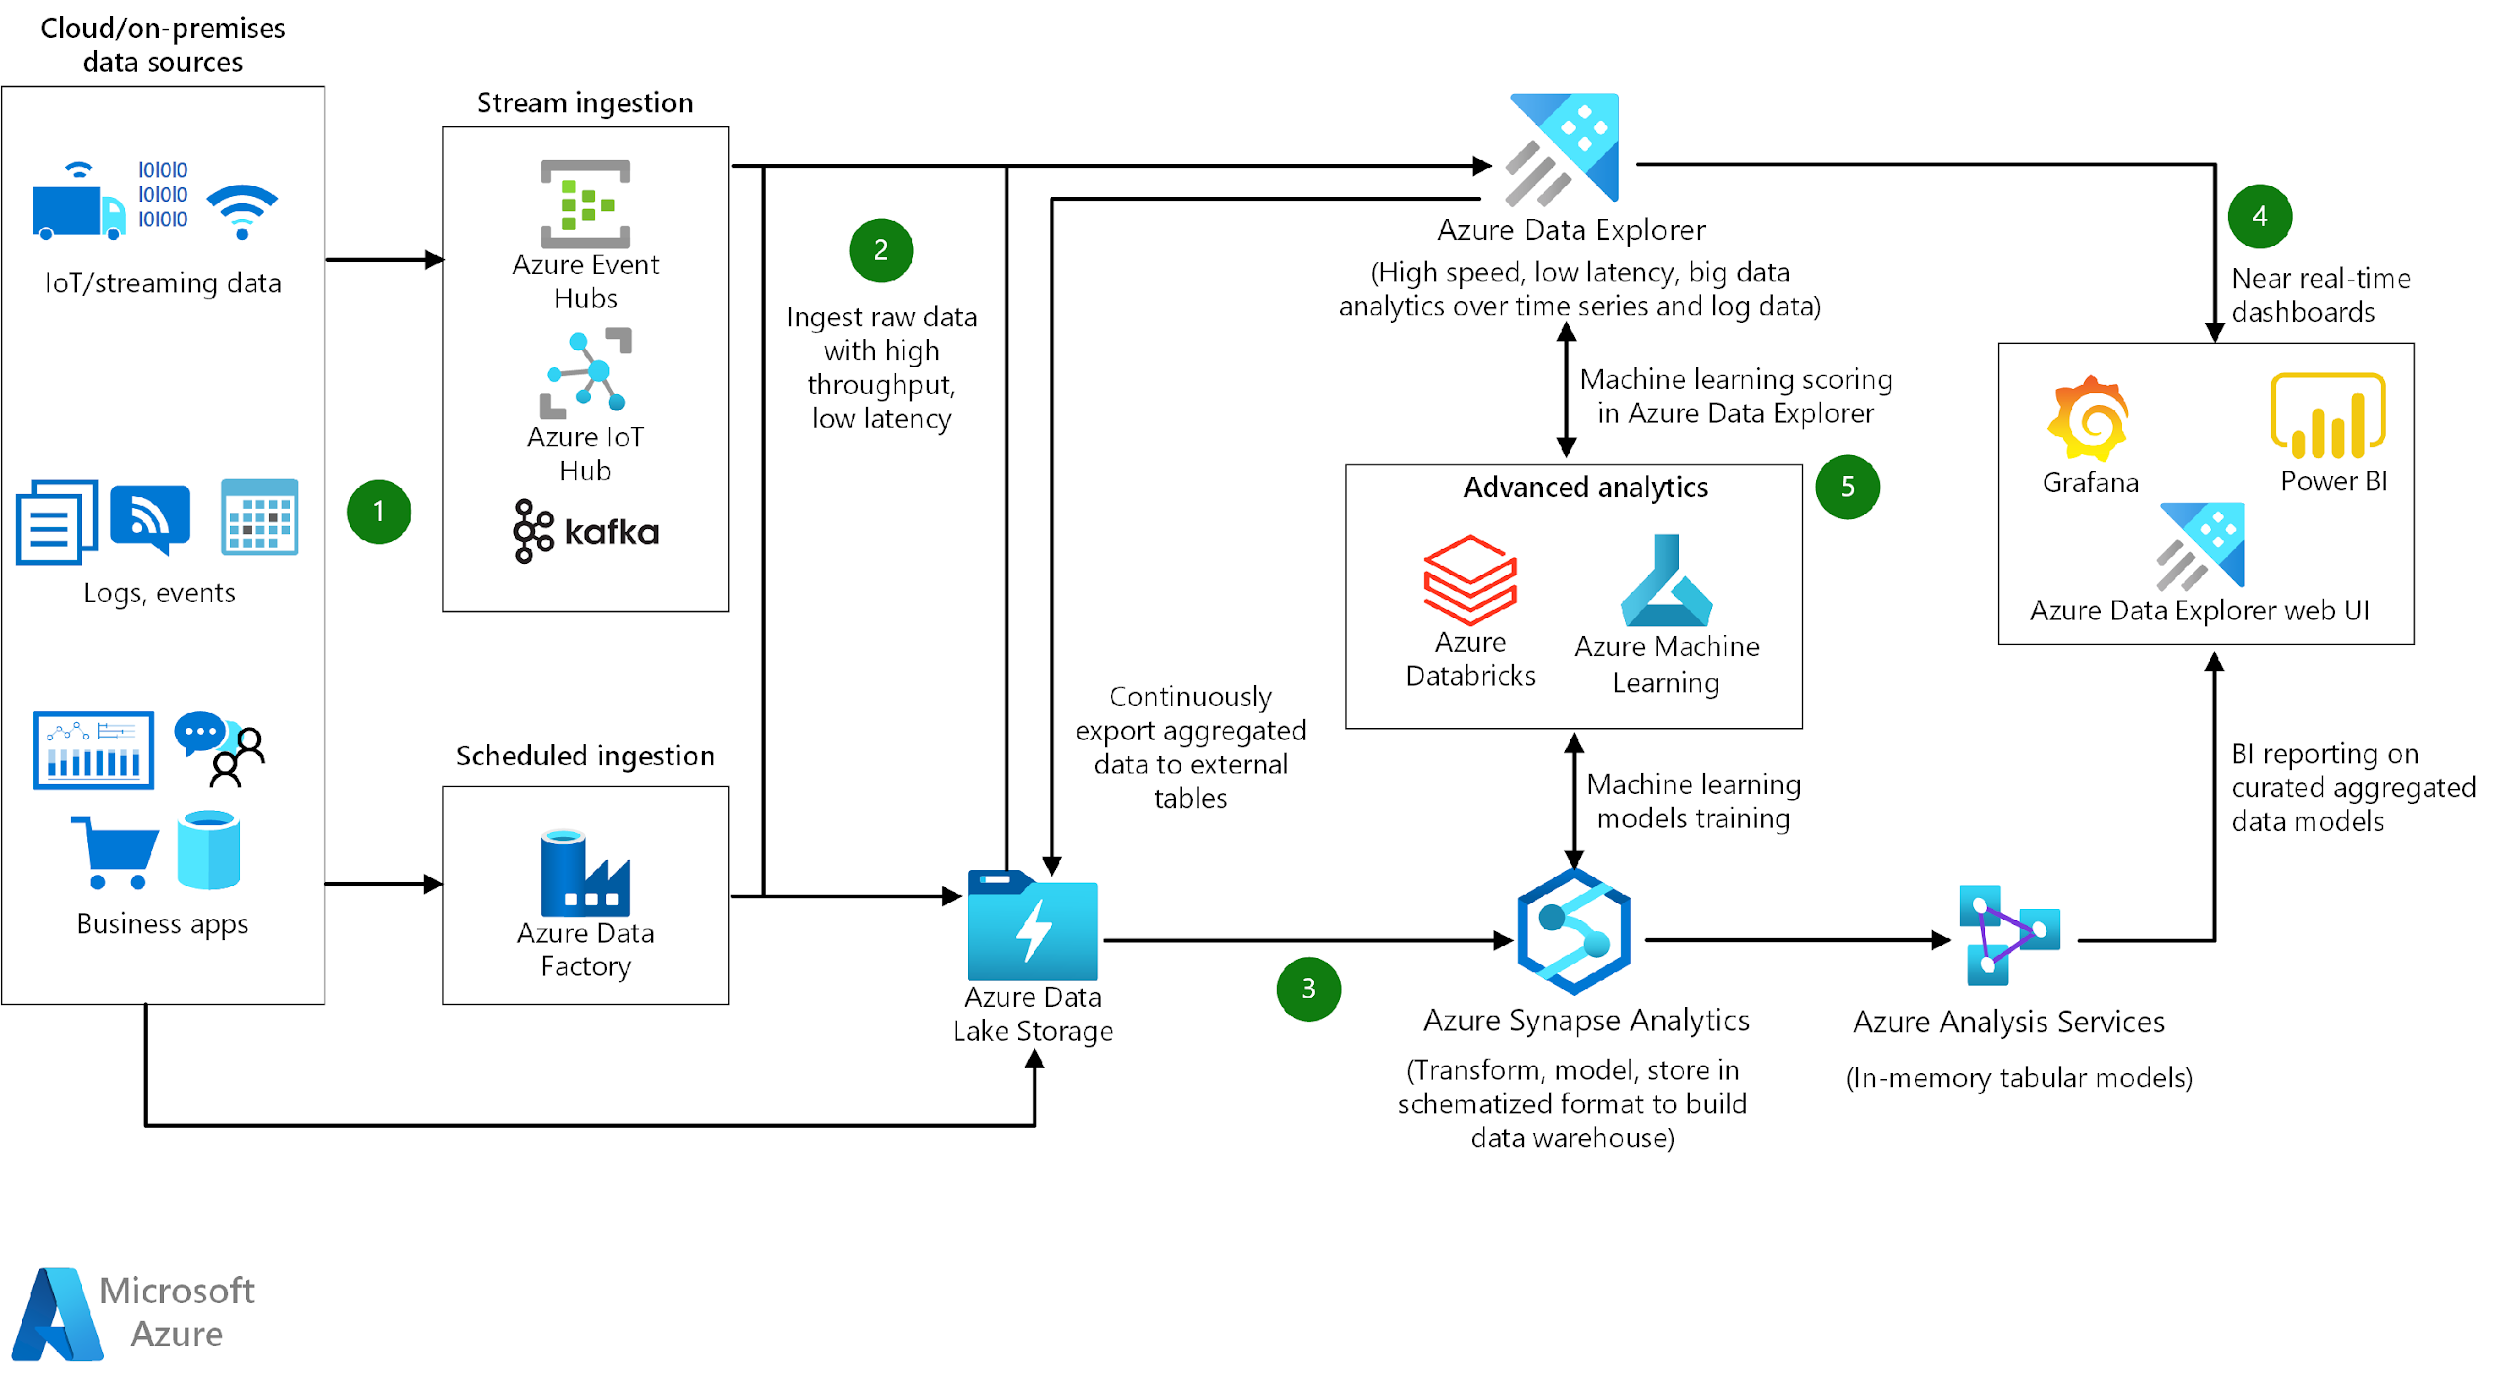 Cloud/on-premises
data sources
IOIOIO
IOIOIO
IOIOIO
IoT/streaming data
Logs, events
Business apps
1
Stream ingestion
Azure Event
Hubs
Azure IoT
Hub
kafka
Scheduled ingestion
Azure Data
Factory
2
Ingest raw data
with high
throughput,
low latency
Continuously
export aggregated
data to external
tables
Azure Data
Lake Storage
3
Azure Data Explorer
(High speed, low latency, big data
analytics over time series and log data)
Machine learning scoring
in Azure Data Explorer
Advanced analytics
5
Azure
Databricks
Azure Machine
Learning
Machine learning
models training
Azure Synapse Analytics
(Transform, model, store in
schematized format to build
data warehouse)
Azure Analysis Services
(In-memory tabular models)
4
Near real-time
dashboards
Grafana
Power BI
Azure Data Explorer web UI
BI reporting on
curated aggregated
data models
Microsoft
Azure